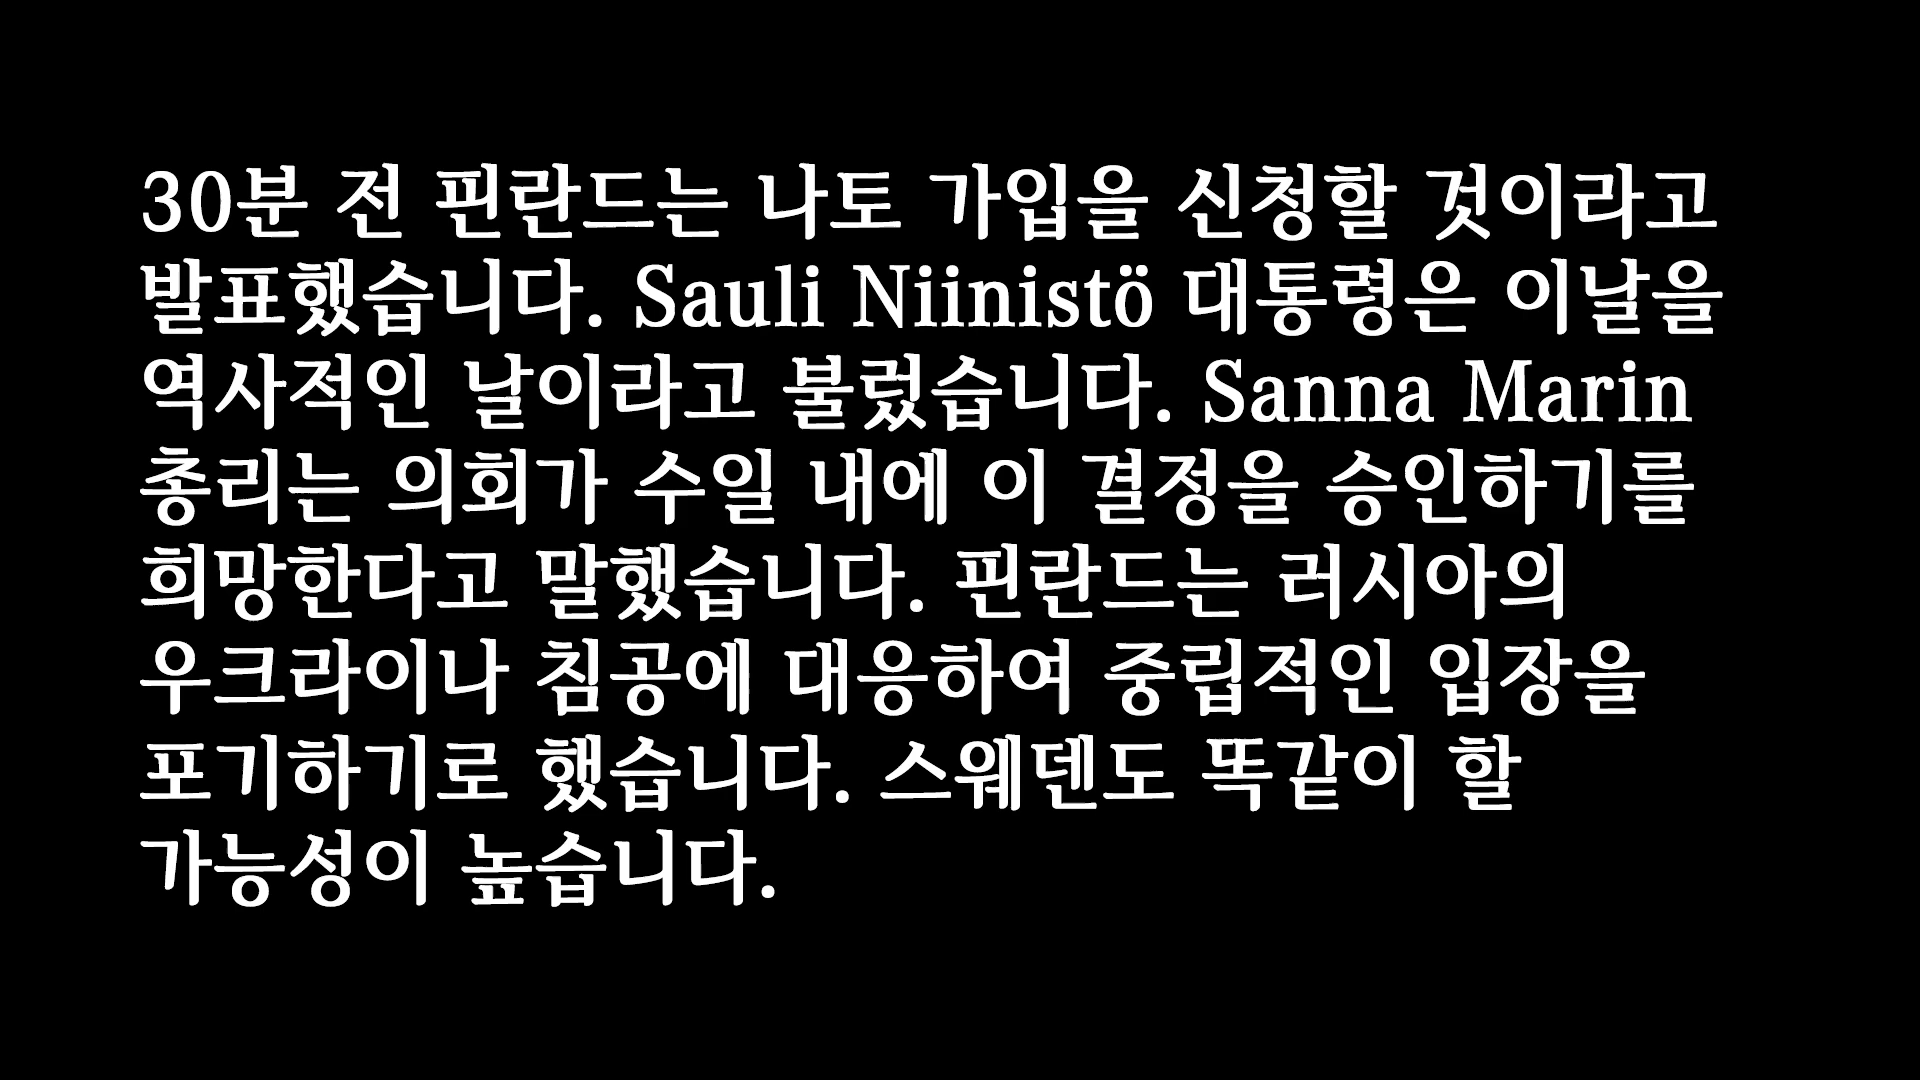 30분 전 핀란드는 나토 가입을 신청할 것이라고
발표했습니다. Sauli Niinistö 대통령은 이날을
역사적인 날이라고 불렀습니다. Sanna Marin
총리는 의회가 수일 내에 이 결정을 승인하기를
희망한다고 말했습니다. 핀란드는 러시아의
우크라이나 침공에 대응하여 중립적인 입장을
포기하기로 했습니다. 스웨덴도 똑같이 할
가능성이 높습니다.